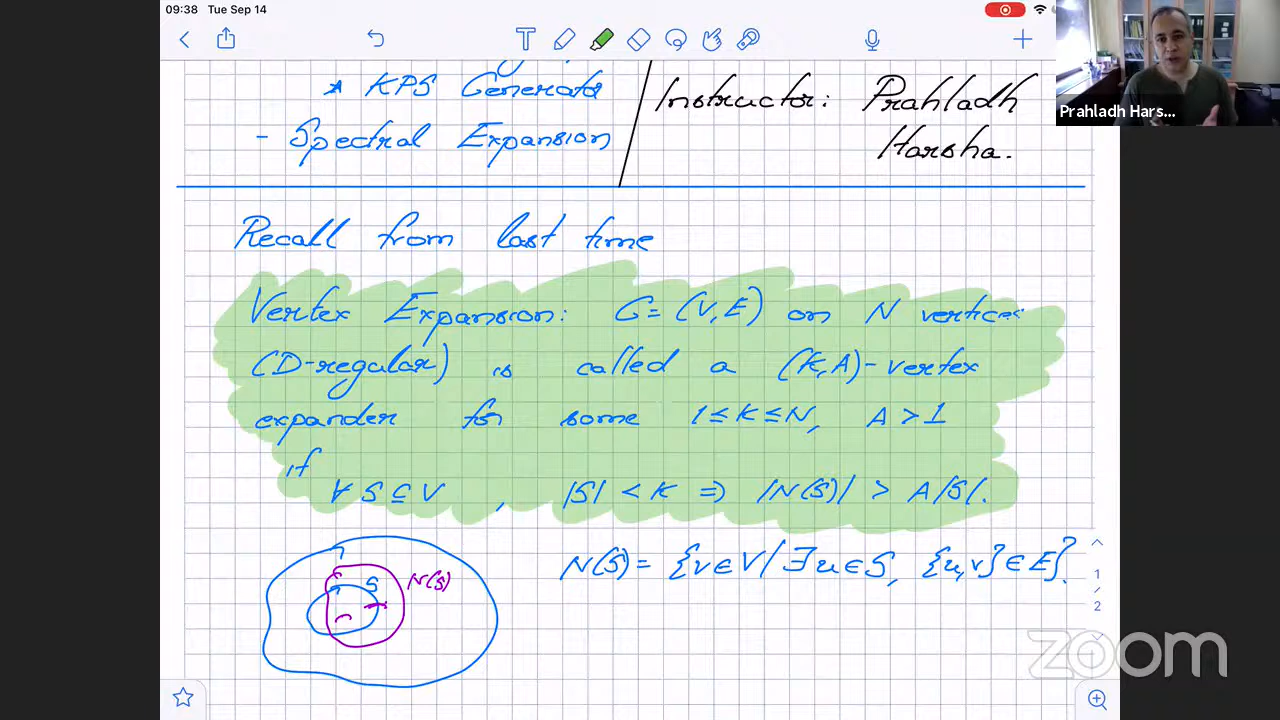 09:38 Tue Sep 14
* KPS Generator
- Spectral Expansion
Instructor: Prahladh
Harsha.
Prahladh Hars...
Recall from last time
Vertex Expansion: G = (V, E) on N vertices
(D-regular) is called a (K, A)-vertex
expander for some 1 ≤ K ≤ N, A > 1
if
∀ S ⊆ V , |S| < K ⇒ |N(S)| > A|S|.
N(S) = {v ∈ V / ∃ u ∈ S, {u, v} ∈ E}.
S N(S)
1
/
2
zoom